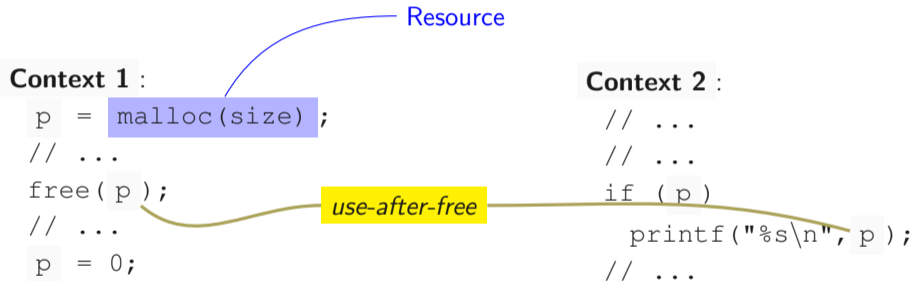 Resource
Context 1 :
p = malloc(size) ;
// ...
free( p );
// ...
p = 0;
use-after-free
Context 2 :
// ...
// ...
if ( p )
printf("%s\n", p );
// ...